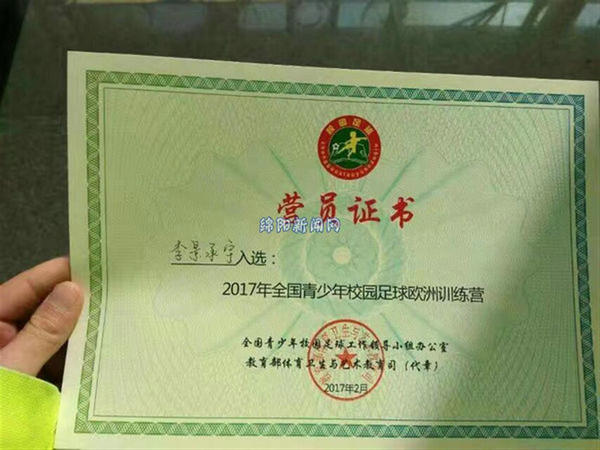 校园足球
营员证书
绵阳新闻网
李景承宇入选：
2017年全国青少年校园足球欧洲训练营
全国青少年校园足球工作领导小组办公室
教育部体育卫生与艺术教育司（代章）
2017年2月